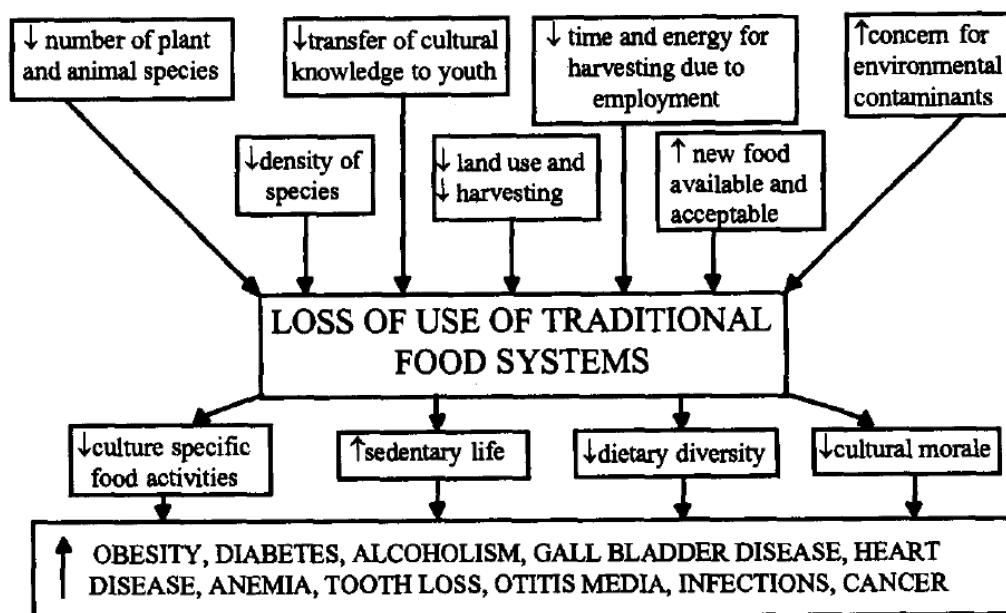 ↓ number of plant
and animal species
↓transfer of cultural
knowledge to youth
↓ time and energy for
harvesting due to
employment
↑concern for
environmental
contaminants
↓density of
species
↓ land use and
↓ harvesting
↑ new food
available and
acceptable
LOSS OF USE OF TRADITIONAL
FOOD SYSTEMS
↓culture specific
food activities
↑sedentary life
↓dietary diversity
↓cultural morale
↑ OBESITY, DIABETES, ALCOHOLISM, GALL BLADDER DISEASE, HEART
DISEASE, ANEMIA, TOOTH LOSS, OTITIS MEDIA, INFECTIONS, CANCER